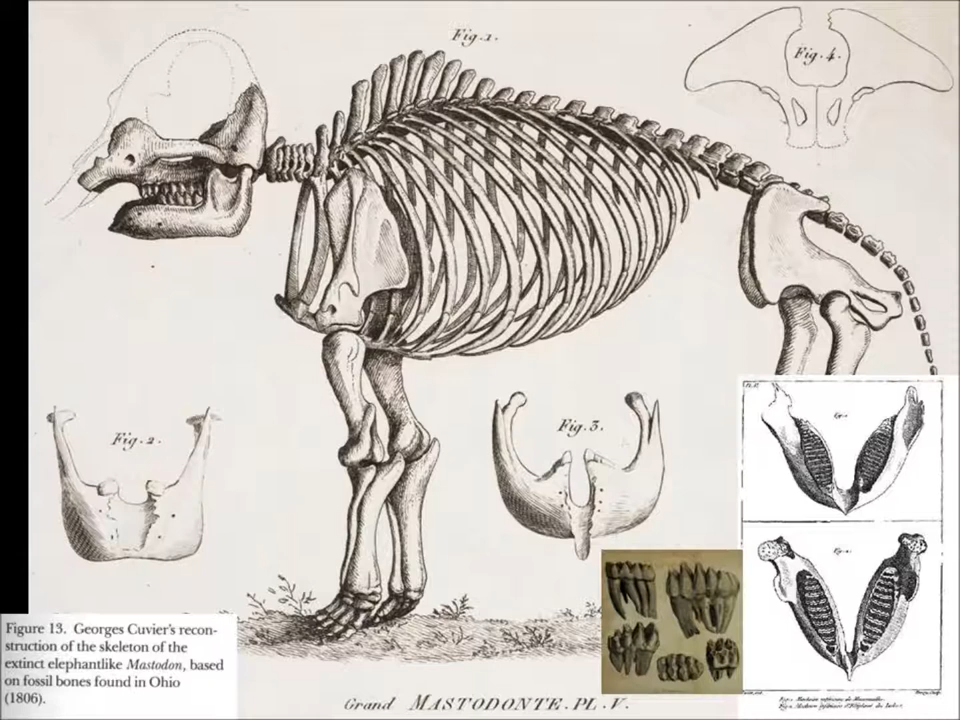 Fig.1.
Fig.4.
Fig.2.
Fig.3.
Figure 13. Georges Cuvier's recon-
struction of the skeleton of the
extinct elephantlike Mastodon, based
on fossil bones found in Ohio
(1806).
Grand MASTODONTE. PL. V.